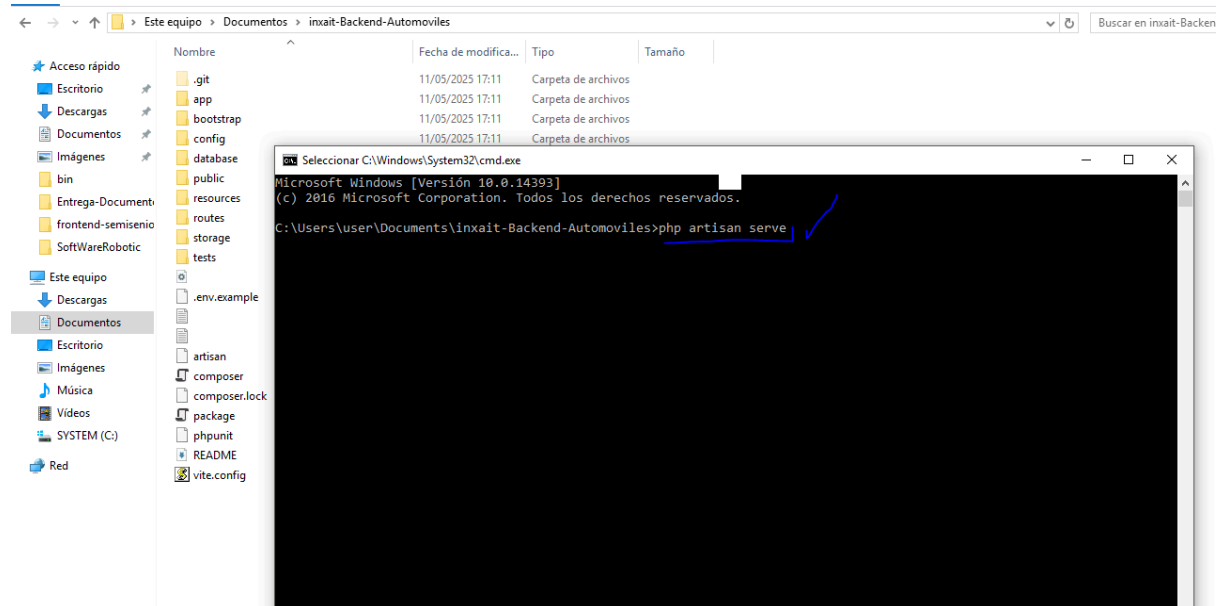 Este equipo > Documentos > inxait-Backend-Automoviles
Buscar en inxait-Backen
Nombre Fecha de modifica... Tipo Tamaño
Acceso rápido
Escritorio
Descargas
Documentos
Imágenes
bin
Entrega-Documento
frontend-semisenio
SoftWareRobotic
Este equipo
Descargas
Documentos
Escritorio
Imágenes
Música
Vídeos
SYSTEM (C:)
Red
.git 11/05/2025 17:11 Carpeta de archivos
app 11/05/2025 17:11 Carpeta de archivos
bootstrap 11/05/2025 17:11 Carpeta de archivos
config 11/05/2025 17:11 Carpeta de archivos
database
public
resources
routes
storage
tests
.env.example
artisan
composer
composer.lock
package
phpunit
README
vite.config
Seleccionar C:\Windows\System32\cmd.exe
Microsoft Windows [Versión 10.0.14393]
(c) 2016 Microsoft Corporation. Todos los derechos reservados.
C:\Users\user\Documents\inxait-Backend-Automoviles>php artisan serve